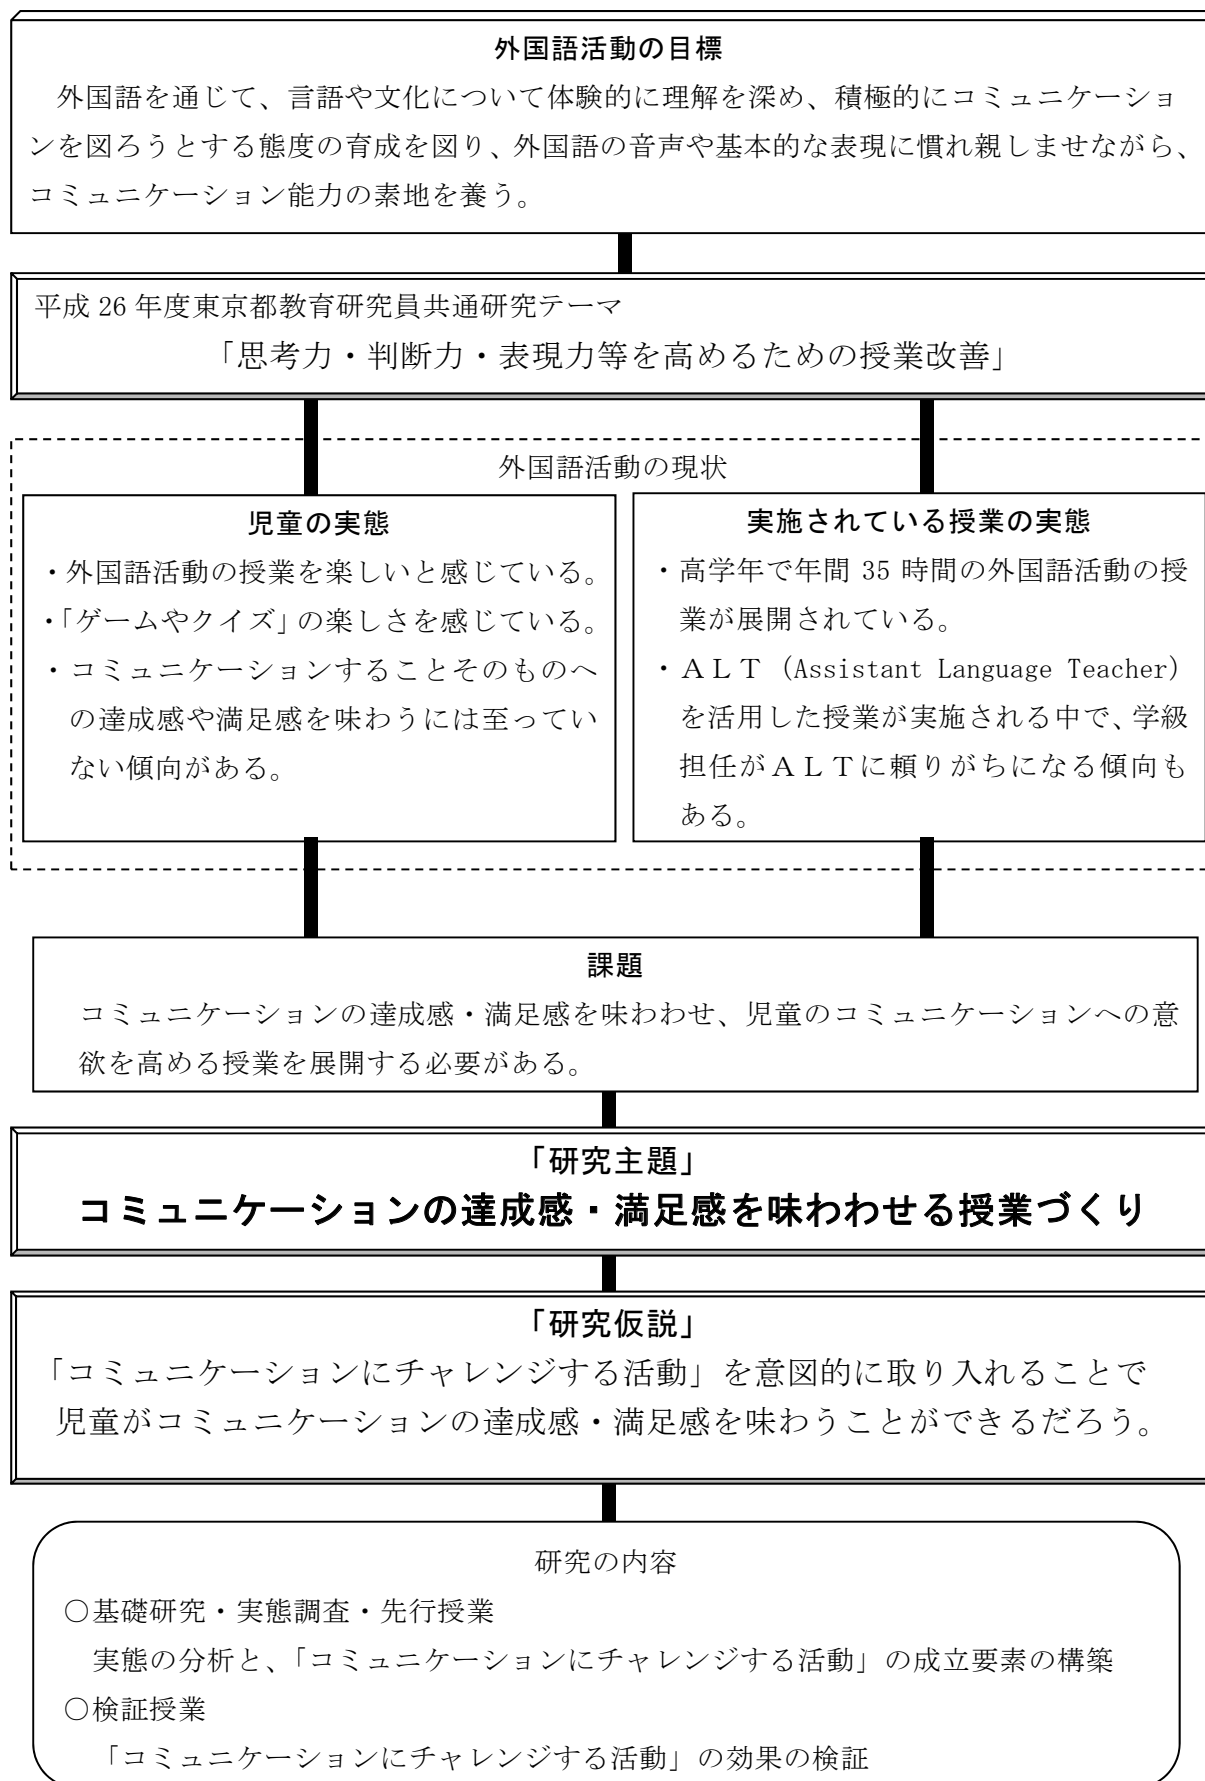 外国語活動の目標
外国語を通じて、言語や文化について体験的に理解を深め、積極的にコミュニケーショ
ンを図ろうとする態度の育成を図り、外国語の音声や基本的な表現に慣れ親しませながら、
コミュニケーション能力の素地を養う。
平成 26 年度東京都教育研究員共通研究テーマ
「思考力・判断力・表現力等を高めるための授業改善」
外国語活動の現状
児童の実態
・外国語活動の授業を楽しいと感じている。
・「ゲームやクイズ」の楽しさを感じている。
・コミュニケーションすることそのものへ
の達成感や満足感を味わうには至ってい
ない傾向がある。
実施されている授業の実態
・高学年で年間 35 時間の外国語活動の授
業が展開されている。
・ＡＬＴ（Assistant Language Teacher）
を活用した授業が実施される中で、学級
担任がＡＬＴに頼りがちになる傾向も
ある。
課題
コミュニケーションの達成感・満足感を味わわせ、児童のコミュニケーションへの意
欲を高める授業を展開する必要がある。
「研究主題」
コミュニケーションの達成感・満足感を味わわせる授業づくり
「研究仮説」
「コミュニケーションにチャレンジする活動」を意図的に取り入れることで
児童がコミュニケーションの達成感・満足感を味わうことができるだろう。
研究の内容
○基礎研究・実態調査・先行授業
実態の分析と、「コミュニケーションにチャレンジする活動」の成立要素の構築
○検証授業
「コミュニケーションにチャレンジする活動」の効果の検証